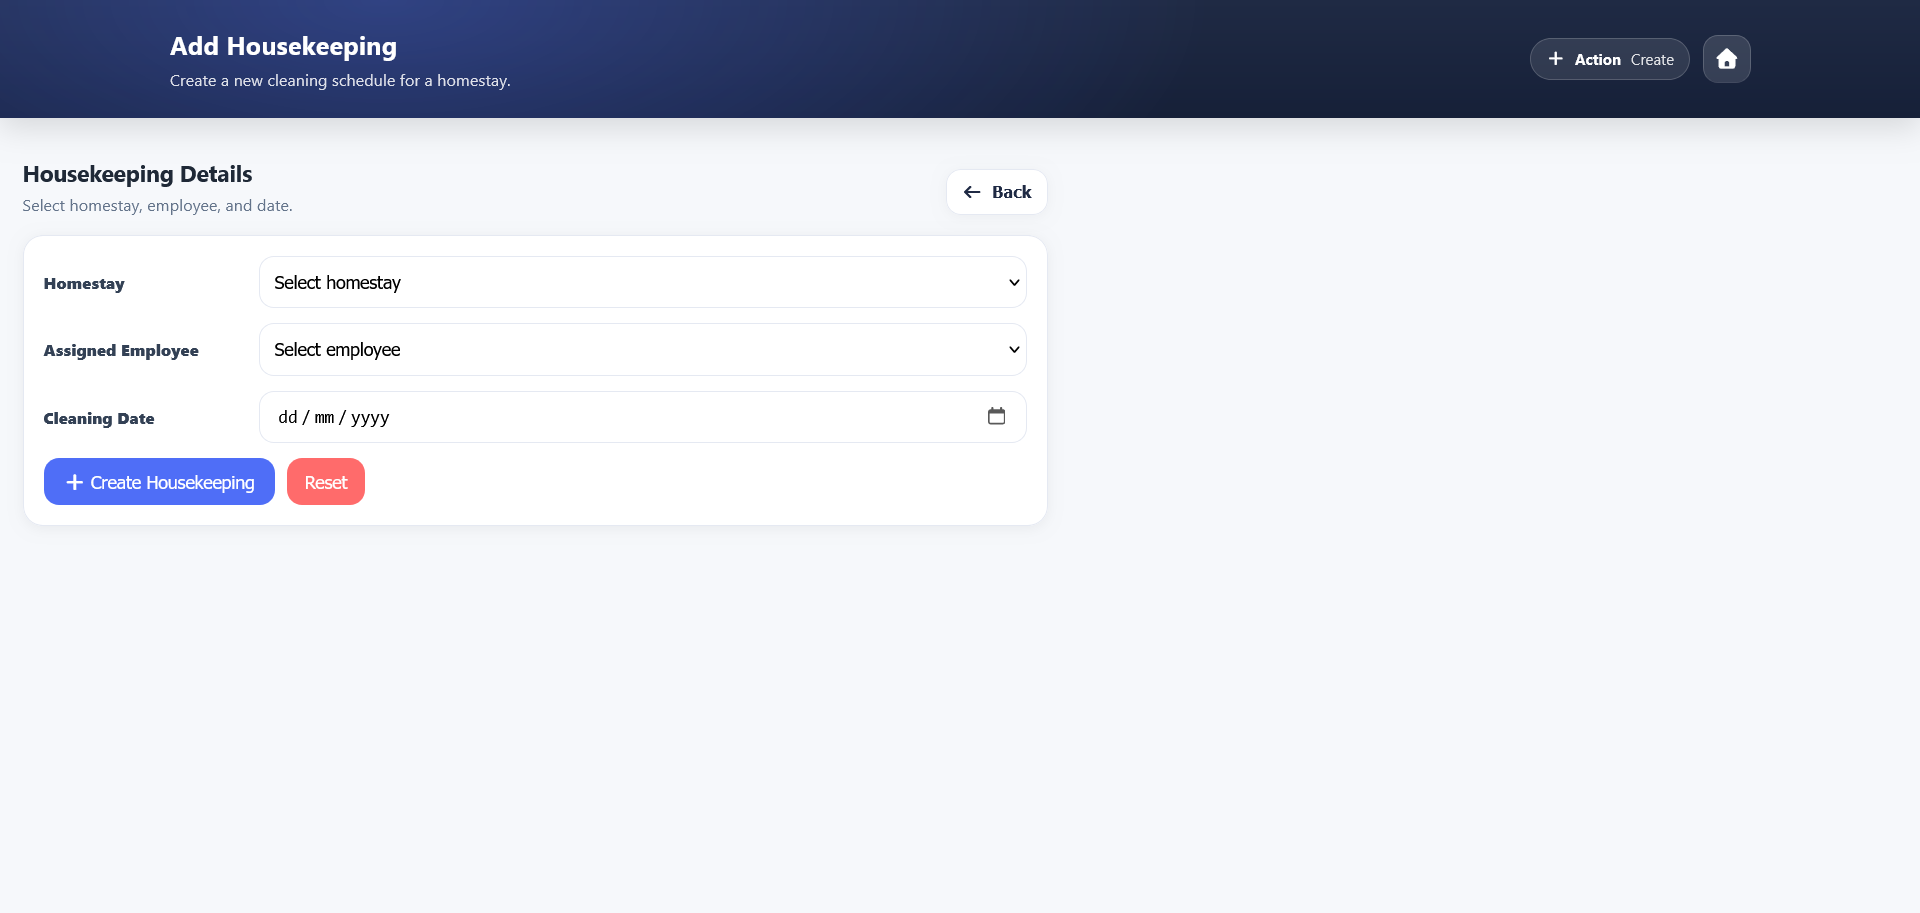 Add Housekeeping
Create a new cleaning schedule for a homestay.
Action Create
Housekeeping Details
Select homestay, employee, and date.
Back
Homestay
Select homestay
Assigned Employee
Select employee
Cleaning Date
dd / mm / yyyy
Create Housekeeping
Reset